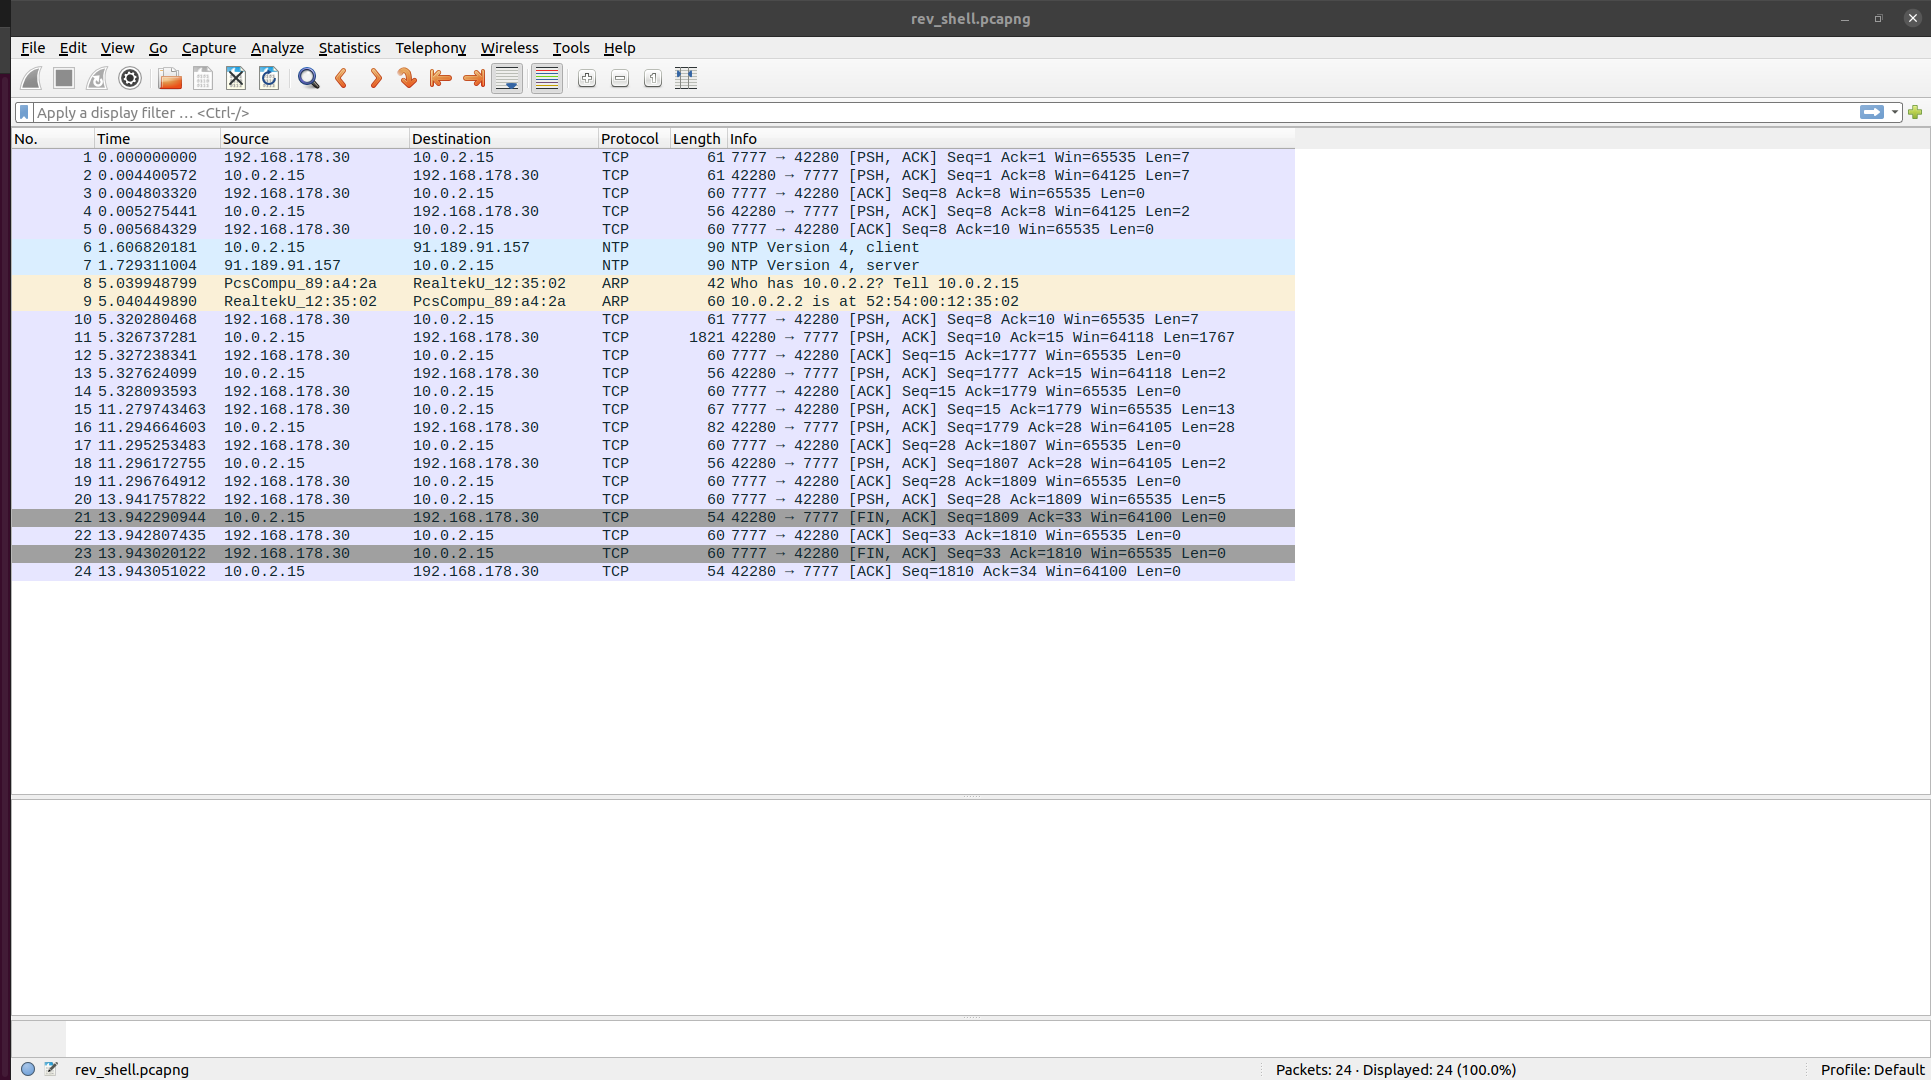 rev_shell.pcapng
File Edit View Go Capture Analyze Statistics Telephony Wireless Tools Help
Apply a display filter … <Ctrl-/>
No. Time Source Destination Protocol Length Info
1 0.000000000 192.168.178.30 10.0.2.15 TCP 61 7777 → 42280 [PSH, ACK] Seq=1 Ack=1 Win=65535 Len=7
2 0.004400572 10.0.2.15 192.168.178.30 TCP 61 42280 → 7777 [PSH, ACK] Seq=1 Ack=8 Win=64125 Len=7
3 0.004803320 192.168.178.30 10.0.2.15 TCP 60 7777 → 42280 [ACK] Seq=8 Ack=8 Win=65535 Len=0
4 0.005275441 10.0.2.15 192.168.178.30 TCP 56 42280 → 7777 [PSH, ACK] Seq=8 Ack=8 Win=64125 Len=2
5 0.005684329 192.168.178.30 10.0.2.15 TCP 60 7777 → 42280 [ACK] Seq=8 Ack=10 Win=65535 Len=0
6 1.606820181 10.0.2.15 91.189.91.157 NTP 90 NTP Version 4, client
7 1.729311004 91.189.91.157 10.0.2.15 NTP 90 NTP Version 4, server
8 5.039948799 PcsCompu_89:a4:2a RealtekU_12:35:02 ARP 42 Who has 10.0.2.2? Tell 10.0.2.15
9 5.040449890 RealtekU_12:35:02 PcsCompu_89:a4:2a ARP 60 10.0.2.2 is at 52:54:00:12:35:02
10 5.320280468 192.168.178.30 10.0.2.15 TCP 61 7777 → 42280 [PSH, ACK] Seq=8 Ack=10 Win=65535 Len=7
11 5.326737281 10.0.2.15 192.168.178.30 TCP 1821 42280 → 7777 [PSH, ACK] Seq=10 Ack=15 Win=64118 Len=1767
12 5.327238341 192.168.178.30 10.0.2.15 TCP 60 7777 → 42280 [ACK] Seq=15 Ack=1777 Win=65535 Len=0
13 5.327624099 10.0.2.15 192.168.178.30 TCP 56 42280 → 7777 [PSH, ACK] Seq=1777 Ack=15 Win=64118 Len=2
14 5.328093593 192.168.178.30 10.0.2.15 TCP 60 7777 → 42280 [ACK] Seq=15 Ack=1779 Win=65535 Len=0
15 11.279743463 192.168.178.30 10.0.2.15 TCP 67 7777 → 42280 [PSH, ACK] Seq=15 Ack=1779 Win=65535 Len=13
16 11.294664603 10.0.2.15 192.168.178.30 TCP 82 42280 → 7777 [PSH, ACK] Seq=1779 Ack=28 Win=64105 Len=28
17 11.295253483 192.168.178.30 10.0.2.15 TCP 60 7777 → 42280 [ACK] Seq=28 Ack=1807 Win=65535 Len=0
18 11.296172755 10.0.2.15 192.168.178.30 TCP 56 42280 → 7777 [PSH, ACK] Seq=1807 Ack=28 Win=64105 Len=2
19 11.296764912 192.168.178.30 10.0.2.15 TCP 60 7777 → 42280 [ACK] Seq=28 Ack=1809 Win=65535 Len=0
20 13.941757822 192.168.178.30 10.0.2.15 TCP 60 7777 → 42280 [PSH, ACK] Seq=28 Ack=1809 Win=65535 Len=5
21 13.942290944 10.0.2.15 192.168.178.30 TCP 54 42280 → 7777 [FIN, ACK] Seq=1809 Ack=33 Win=64100 Len=0
22 13.942807435 192.168.178.30 10.0.2.15 TCP 60 7777 → 42280 [ACK] Seq=33 Ack=1810 Win=65535 Len=0
23 13.943020122 192.168.178.30 10.0.2.15 TCP 60 7777 → 42280 [FIN, ACK] Seq=33 Ack=1810 Win=65535 Len=0
24 13.943051022 10.0.2.15 192.168.178.30 TCP 54 42280 → 7777 [ACK] Seq=1810 Ack=34 Win=64100 Len=0
rev_shell.pcapng Packets: 24 · Displayed: 24 (100.0%) Profile: Default